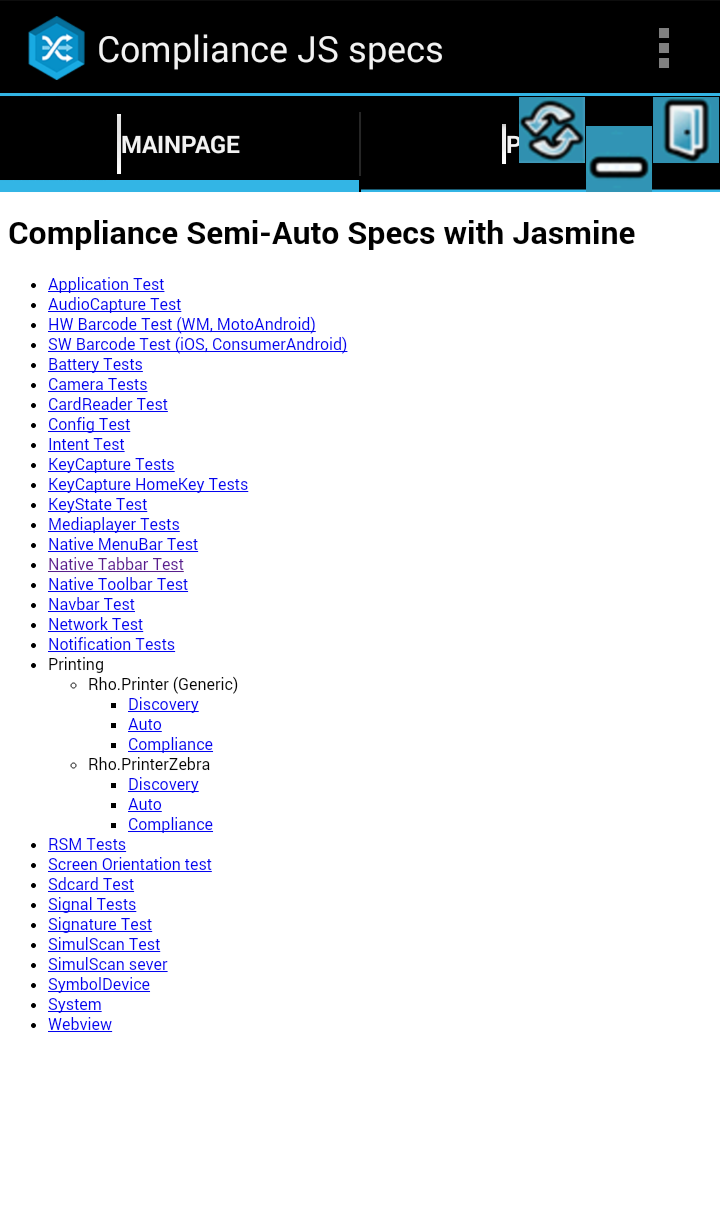 Compliance JS specs
MAINPAGE
P
Compliance Semi-Auto Specs with Jasmine
Application Test
AudioCapture Test
HW Barcode Test (WM, MotoAndroid)
SW Barcode Test (iOS, ConsumerAndroid)
Battery Tests
Camera Tests
CardReader Test
Config Test
Intent Test
KeyCapture Tests
KeyCapture HomeKey Tests
KeyState Test
Mediaplayer Tests
Native MenuBar Test
Native Tabbar Test
Native Toolbar Test
Navbar Test
Network Test
Notification Tests
Printing
Rho.Printer (Generic)
Discovery
Auto
Compliance
Rho.PrinterZebra
Discovery
Auto
Compliance
RSM Tests
Screen Orientation test
Sdcard Test
Signal Tests
Signature Test
SimulScan Test
SimulScan sever
SymbolDevice
System
Webview